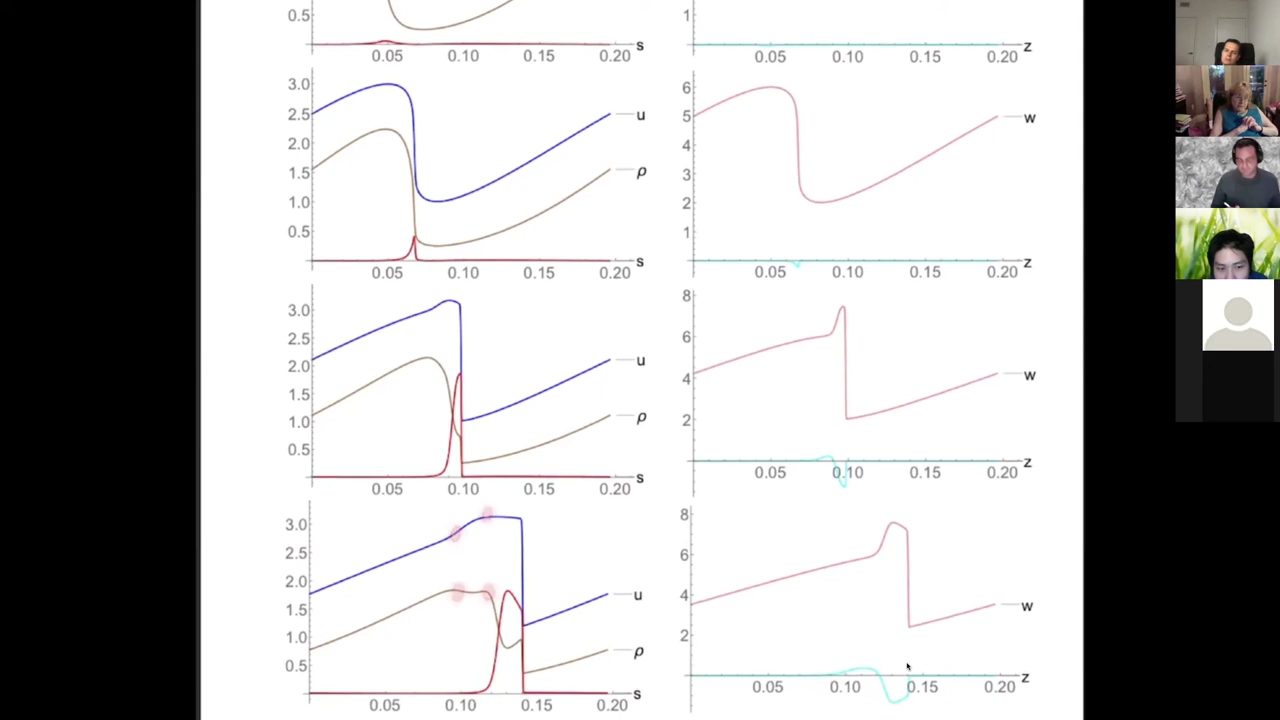 0.5 s 1 z
0.05 0.10 0.15 0.20 0.05 0.10 0.15 0.20
3.0 6
2.5 u 5 w
2.0 4
1.5 ρ 3
1.0 2
0.5 1
s z
0.05 0.10 0.15 0.20 0.05 0.10 0.15 0.20
3.0 8
2.5 u 6
2.0 w
1.5 4
1.0 ρ 2
0.5
s z
0.05 0.10 0.15 0.20 0.05 0.10 0.15 0.20
3.0 8
2.5 6
2.0 u
1.5 4 w
1.0 ρ 2
0.5
s z
0.05 0.10 0.15 0.20 0.05 0.10 0.15 0.20